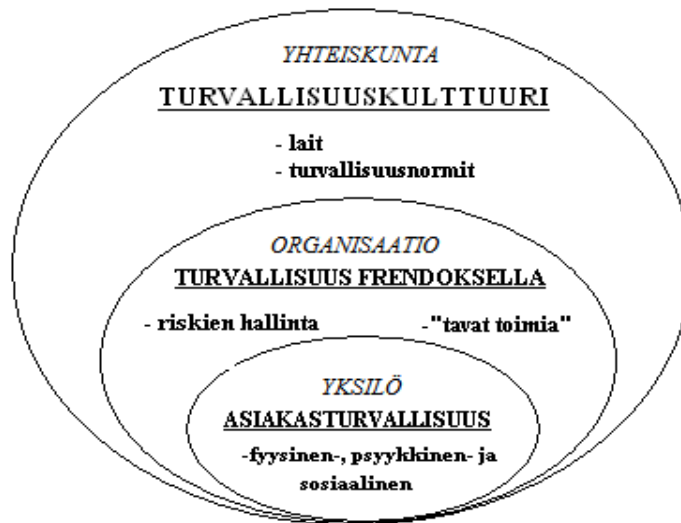 YHTEISKUNTA
TURVALLISUUSKULTTUURI
- lait
- turvallisuusnormit
ORGANISAATIO
TURVALLISUUS FRENDOKSELLA
- riskien hallinta -"tavat toimia"
YKSILÖ
ASIAKASTURVALLISUUS
-fyysinen-, psyykkinen- ja
sosiaalinen